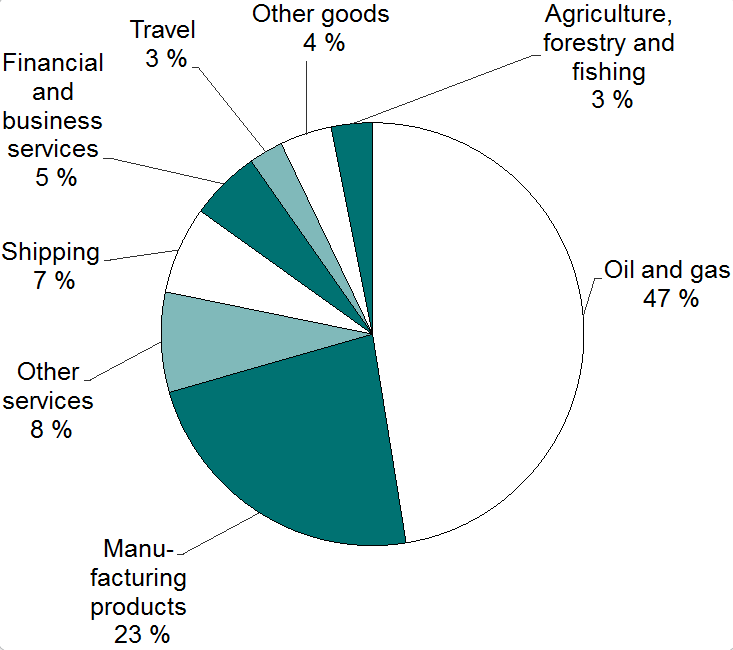 Other goods
4 %
Agriculture,
forestry and
fishing
3 %
Travel
3 %
Financial
and
business
services
5 %
Shipping
7 %
Oil and gas
47 %
Other
services
8 %
Manu-
facturing
products
23 %